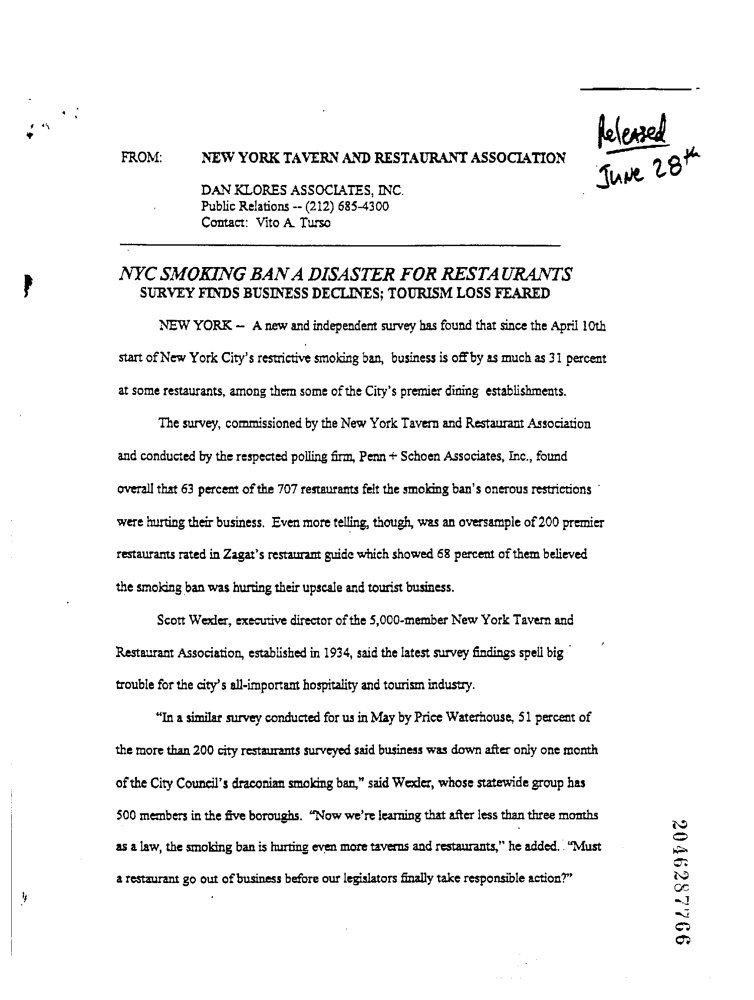 Released
June 28th
FROM: NEW YORK TAVERN AND RESTAURANT ASSOCIATION
DAN KLORES ASSOCIATES, INC.
Public Relations -- (212) 685-4300
Contact: Vito A. Turso
NYC SMOKING BAN A DISASTER FOR RESTAURANTS
SURVEY FINDS BUSINESS DECLINES; TOURISM LOSS FEARED
NEW YORK -- A new and independent survey has found that since the April 10th
start of New York City's restrictive smoking ban, business is off by as much as 31 percent
at some restaurants, among them some of the City's premier dining establishments.
The survey, commissioned by the New York Tavern and Restaurant Association
and conducted by the respected polling firm, Penn + Schoen Associates, Inc., found
overall that 63 percent of the 707 restaurants felt the smoking ban's onerous restrictions
were hurting their business. Even more telling, though, was an oversample of 200 premier
restaurants rated in Zagat's restaurant guide which showed 68 percent of them believed
the smoking ban was hurting their upscale and tourist business.
Scott Wexler, executive director of the 5,000-member New York Tavern and
Restaurant Association, established in 1934, said the latest survey findings spell big
trouble for the city's all-important hospitality and tourism industry.
"In a similar survey conducted for us in May by Price Waterhouse, 51 percent of
the more than 200 city restaurants surveyed said business was down after only one month
of the City Council's draconian smoking ban," said Wexler, whose statewide group has
500 members in the five boroughs. "Now we're learning that after less than three months
as a law, the smoking ban is hurting even more taverns and restaurants," he added. "Must
a restaurant go out of business before our legislators finally take responsible action?"
2046287766